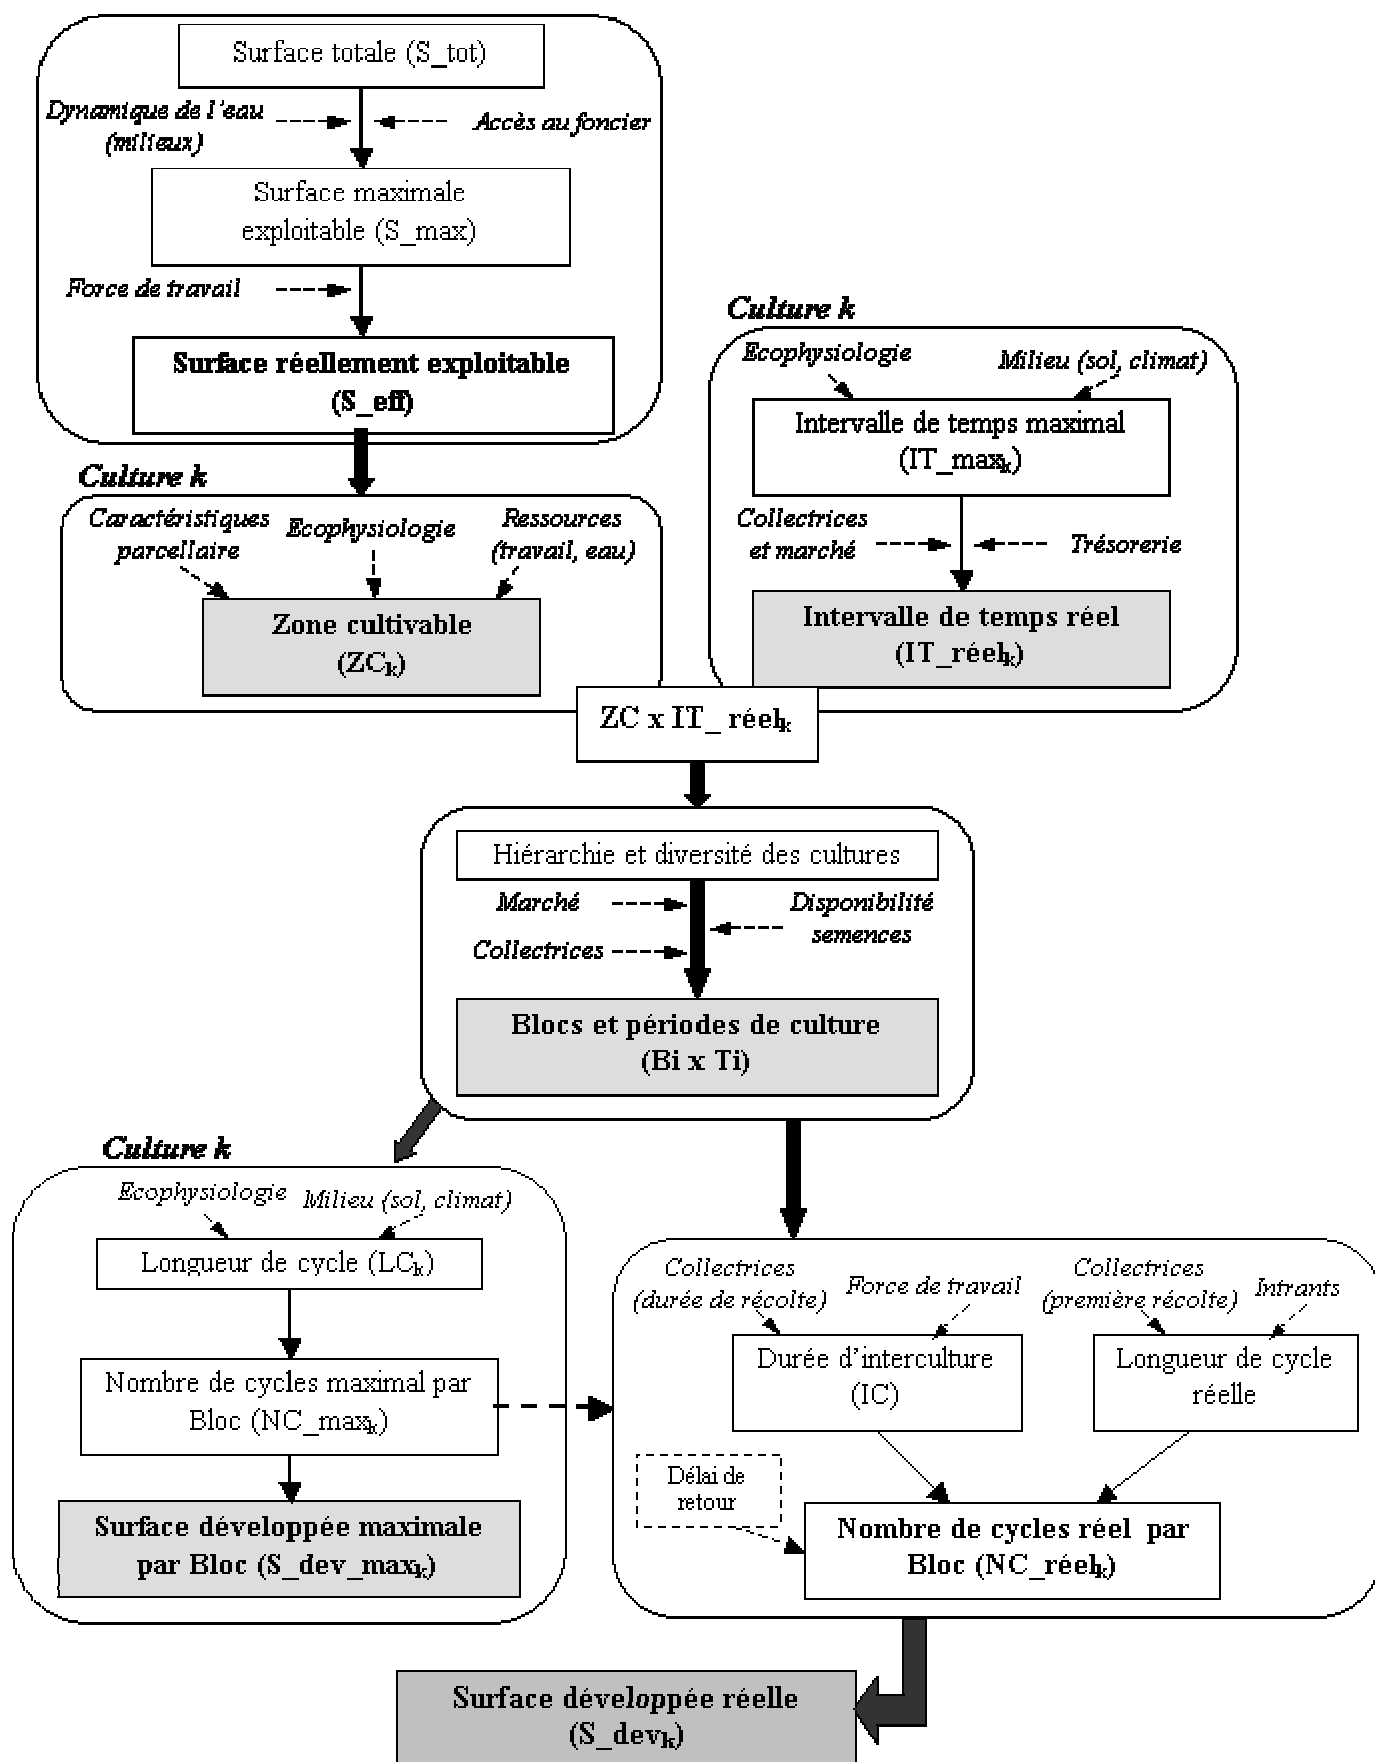 Surface totale (S_tot)
Dynamique de l'eau
(milieux)
Accès au foncier
Surface maximale
exploitable (S_max)
Force de travail
Surface réellement exploitable
(S_eff)
Culture k
Ecophysiologie
Milieu (sol, climat)
Intervalle de temps maximal
(IT_maxk)
Collectrices
et marché
Trésorerie
Intervalle de temps réel
(IT_réelk)
Culture k
Caractéristiques
parcellaire
Ecophysiologie
Ressources
(travail, eau)
Zone cultivable
(ZCk)
ZC x IT_ réelk
Hiérarchie et diversité des cultures
Marché
Disponibilité
semences
Collectrices
Blocs et périodes de culture
(Bi x Ti)
Culture k
Ecophysiologie
Milieu (sol, climat)
Longueur de cycle (LCk)
Nombre de cycles maximal par
Bloc (NC_maxk)
Surface développée maximale
par Bloc (S_dev_maxk)
Collectrices
(durée de récolte)
Force de travail
Collectrices
(première récolte)
Intrants
Durée d'interculture
(IC)
Longueur de cycle
réelle
Délai de
retour
Nombre de cycles réel par
Bloc (NC_réelk)
Surface développée réelle
(S_devk)